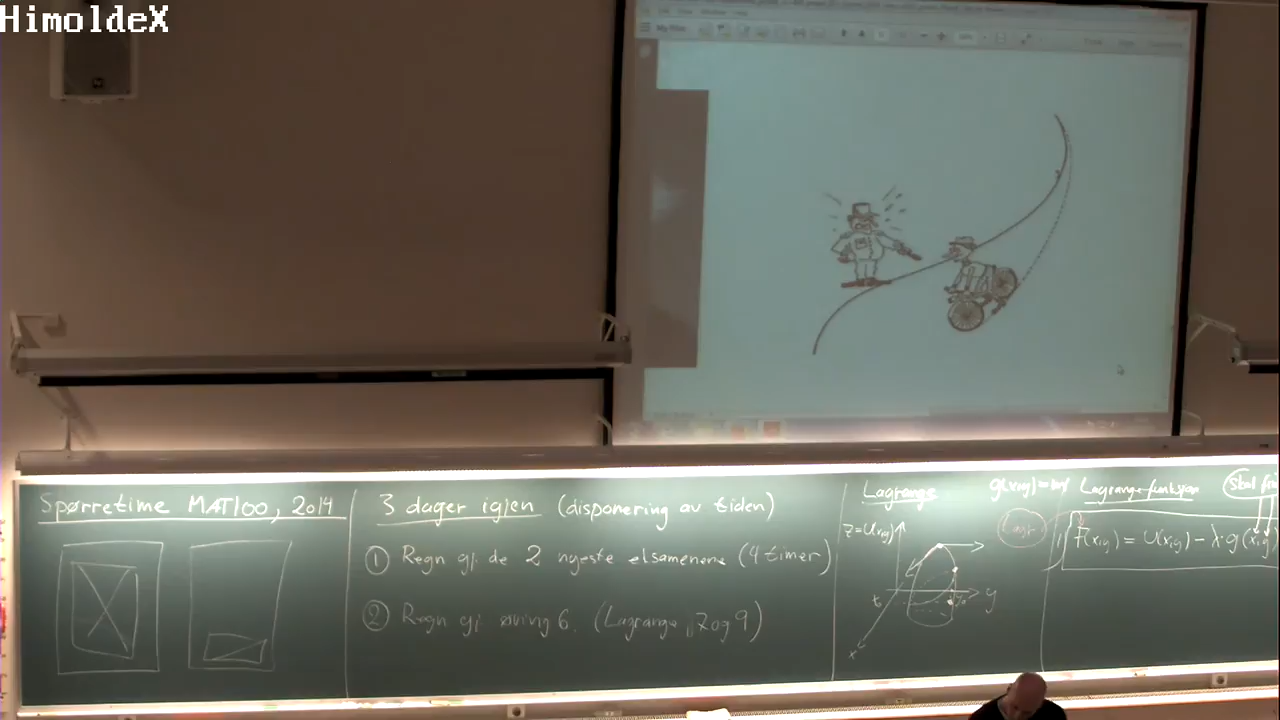 HimoldeX
Spørretime MAT100, 2014
3 dager igjen (disponering av tiden)
① Regn gj. de 2 nyeste eksamenene (4 timer)
② Regn gj. øving 6. (Lagrange, 7 og 9)
Lagrange
z=U(x,y)
y
x
Lagr.
Lagrange-funksjon
F(x,y) = U(x,y) - λ·g(x,y)